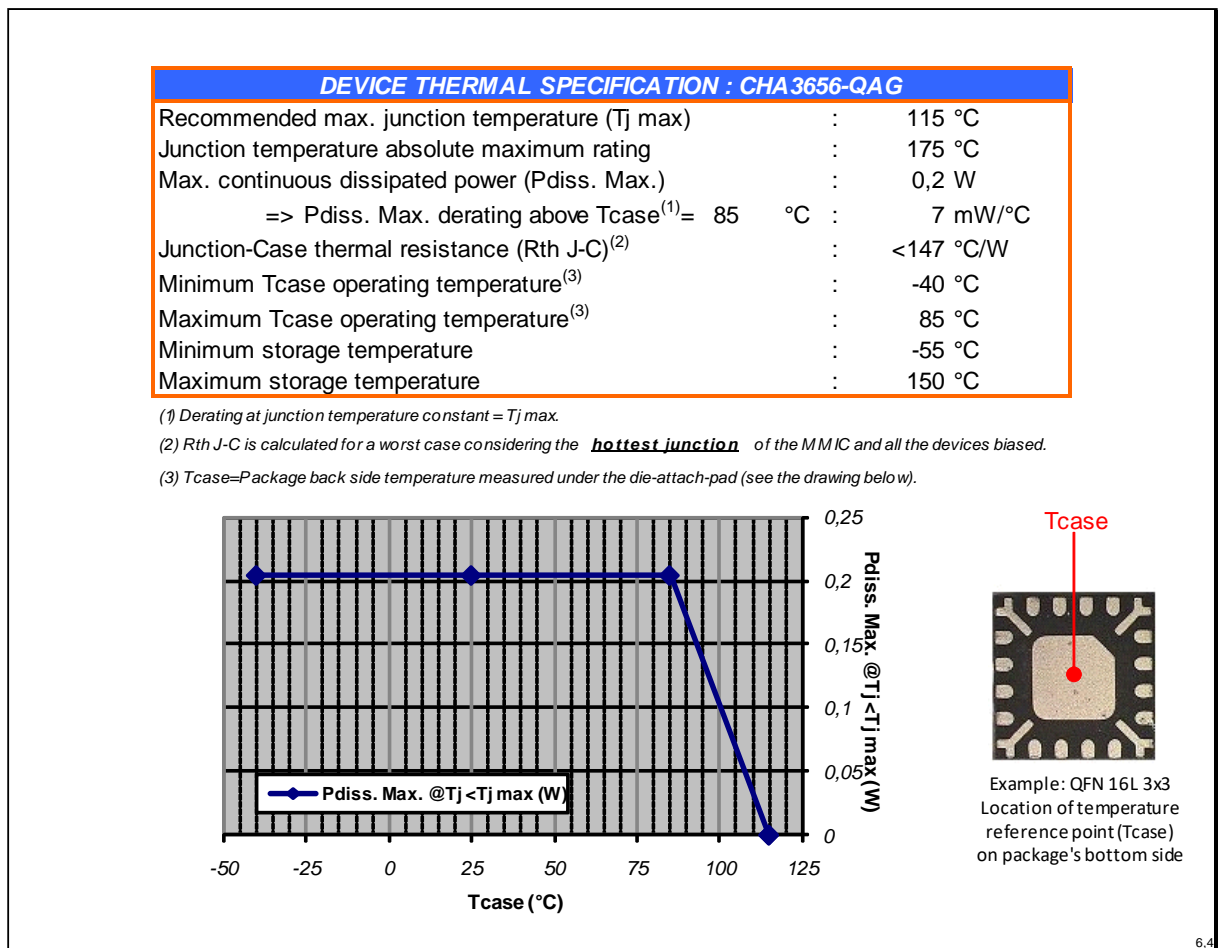 DEVICE THERMAL SPECIFICATION : CHA3656-QAG
Recommended max. junction temperature (Tj max) : 115 °C
Junction temperature absolute maximum rating : 175 °C
Max. continuous dissipated power (Pdiss. Max.) : 0,2 W
=> Pdiss. Max. derating above Tcase(1)= 85 °C : 7 mW/°C
Junction-Case thermal resistance (Rth J-C)(2) : <147 °C/W
Minimum Tcase operating temperature(3) : -40 °C
Maximum Tcase operating temperature(3) : 85 °C
Minimum storage temperature : -55 °C
Maximum storage temperature : 150 °C
(1) Derating at junction temperature constant = Tj max.
(2) Rth J-C is calculated for a worst case considering the hottest junction of the MMIC and all the devices biased.
(3) Tcase=Package back side temperature measured under the die-attach-pad (see the drawing below).
0,25
0,2
0,15
0,1
0,05
0
Pdiss. Max. @Tj <Tj max (W)
Pdiss. Max. @Tj <Tj max (W)
-50 -25 0 25 50 75 100 125
Tcase (°C)
Tcase
Example: QFN 16L 3x3
Location of temperature
reference point (Tcase)
on package's bottom side
6,4